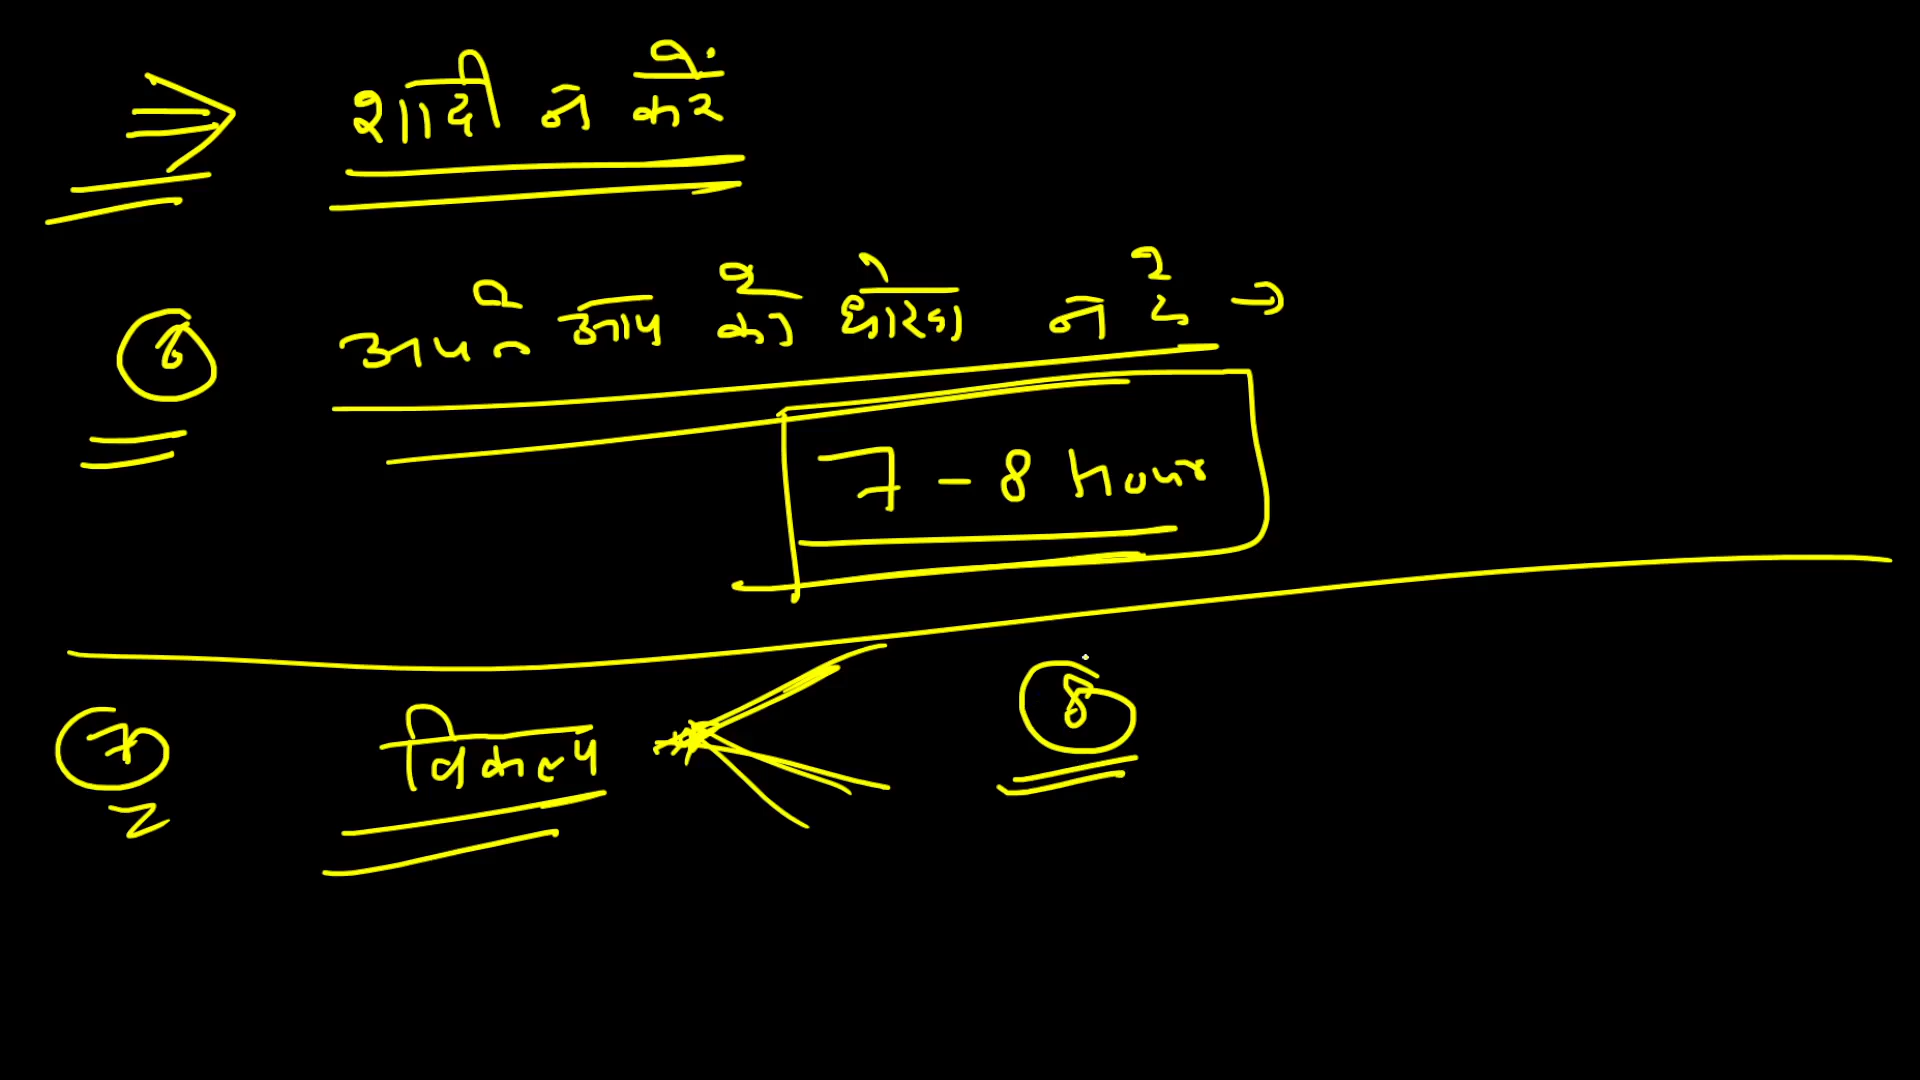 ⇒ शादी न करें
6 अपने आप को धोखा न दे →
7 - 8 hour
7 विकल्प 8